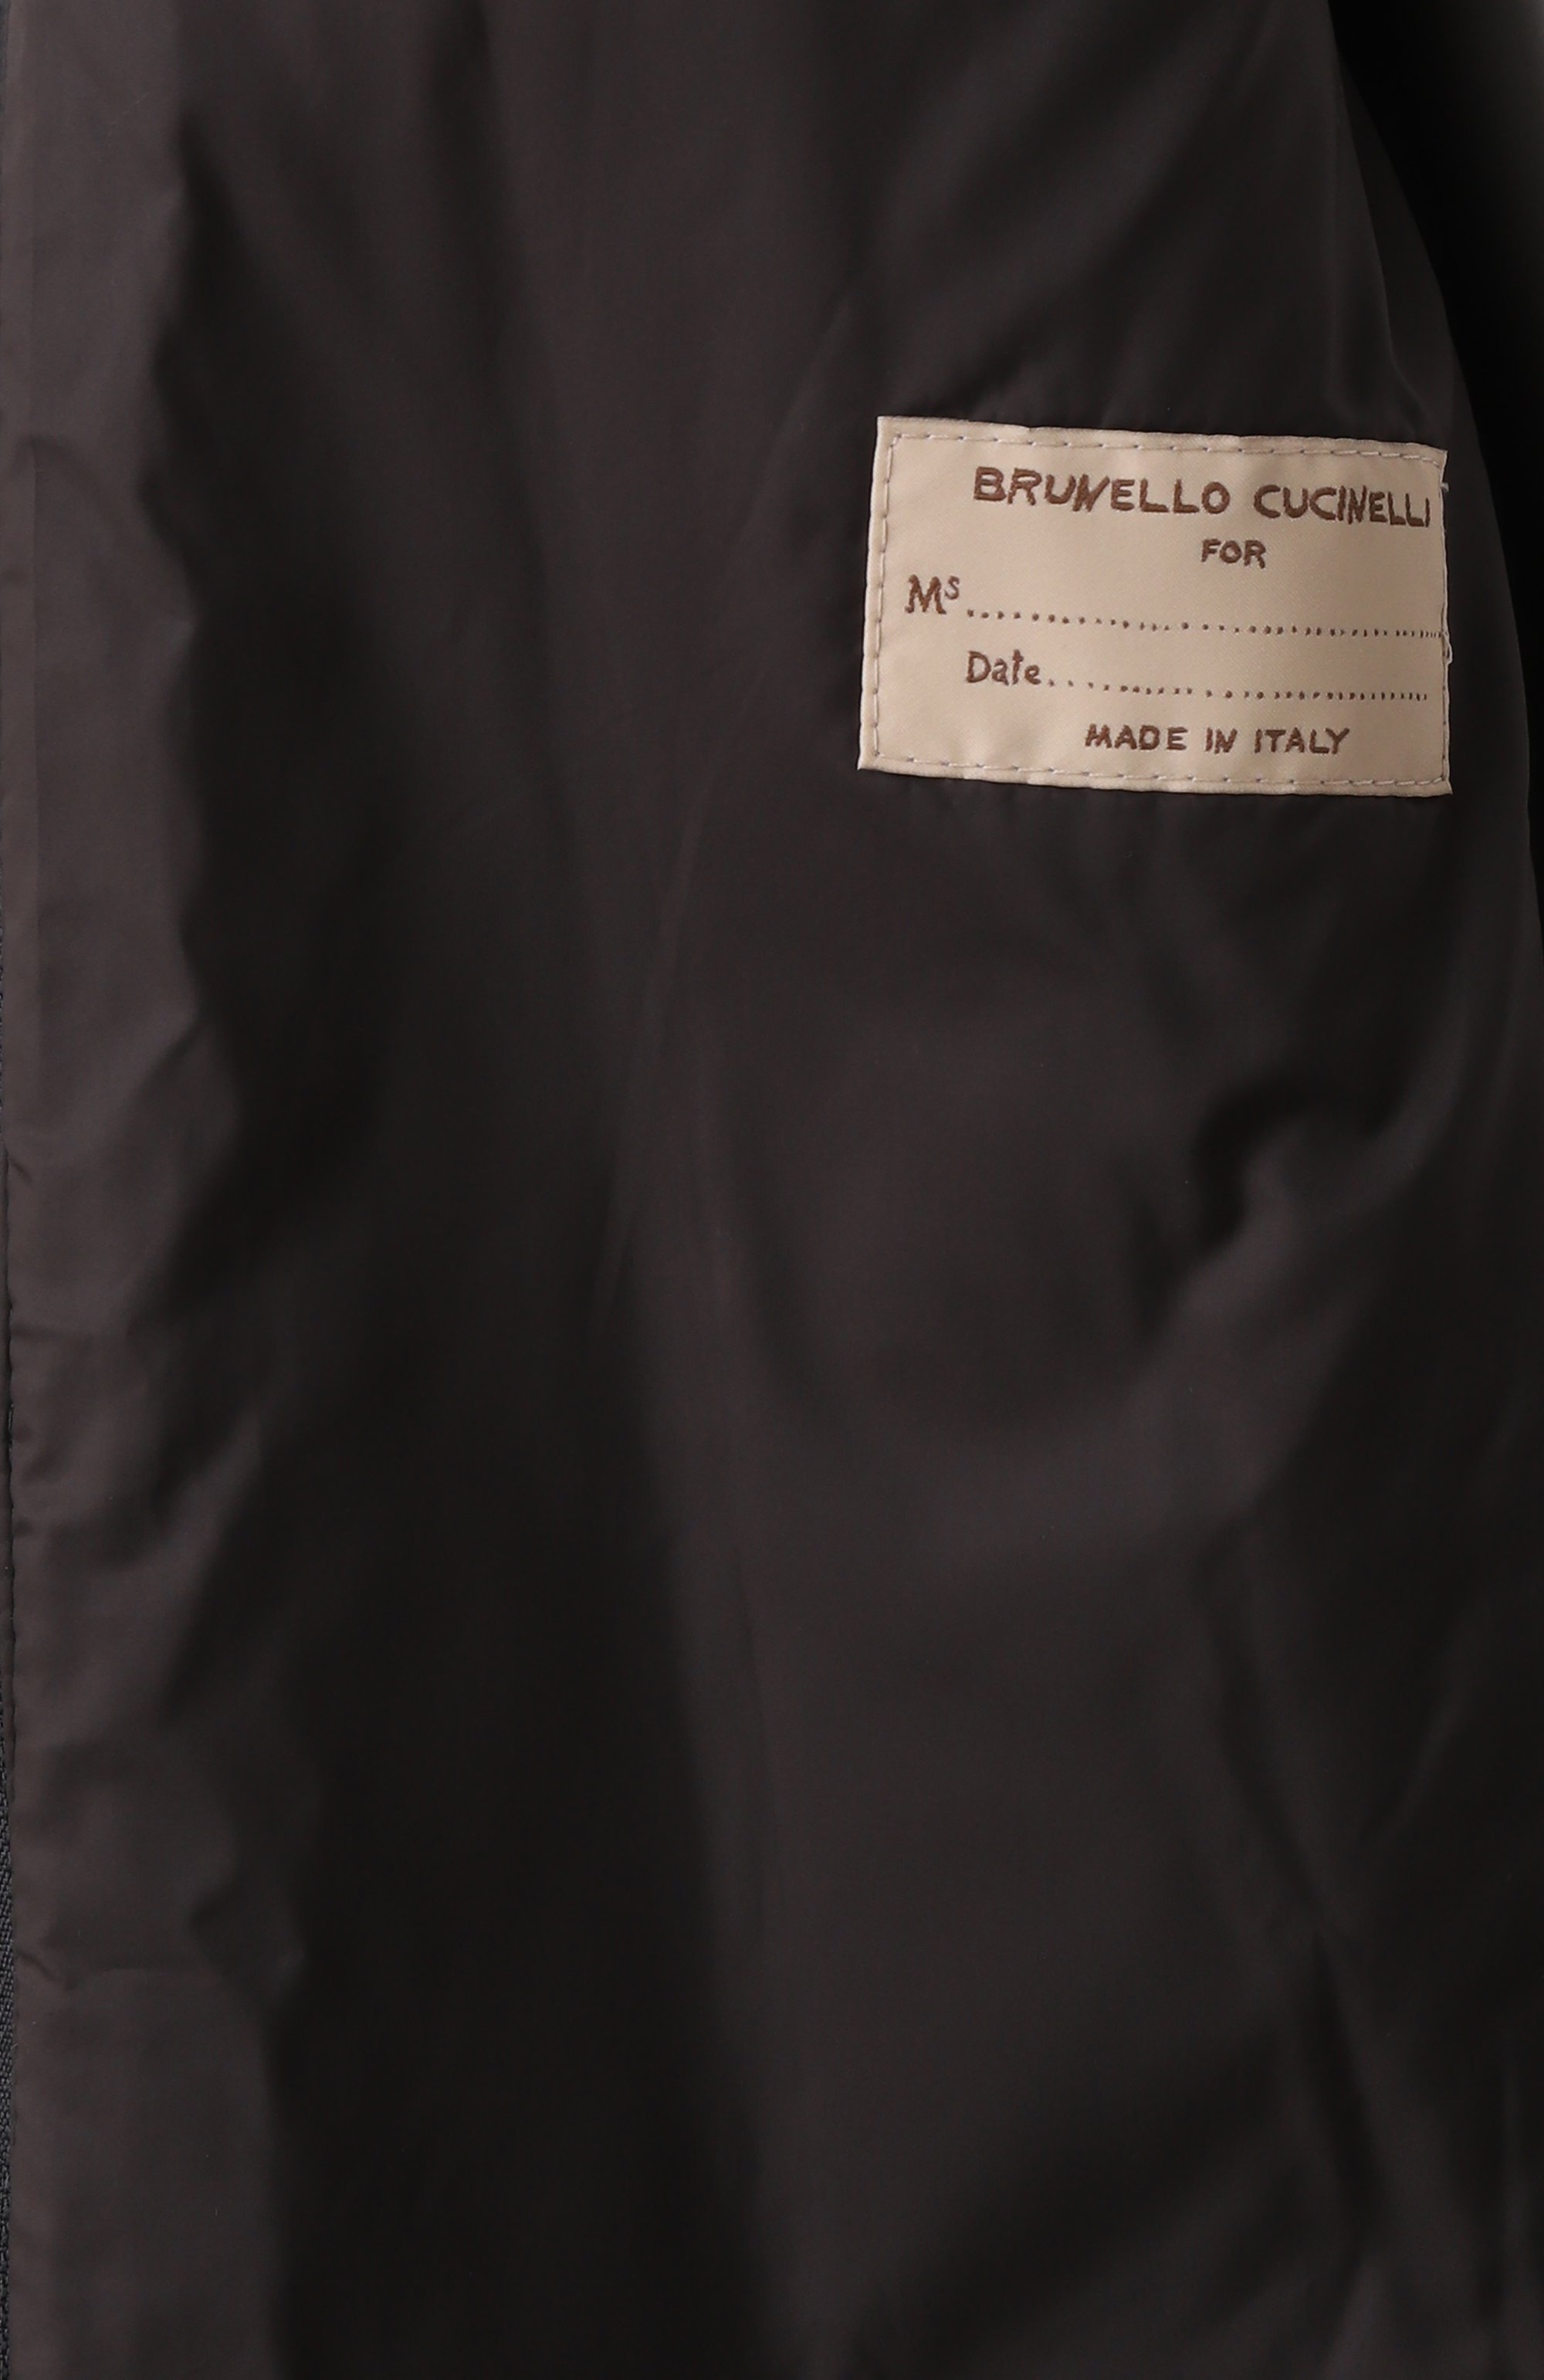 BRUNELLO CUCINELLI
FOR
Ms..............................
Date..............................
MADE IN ITALY